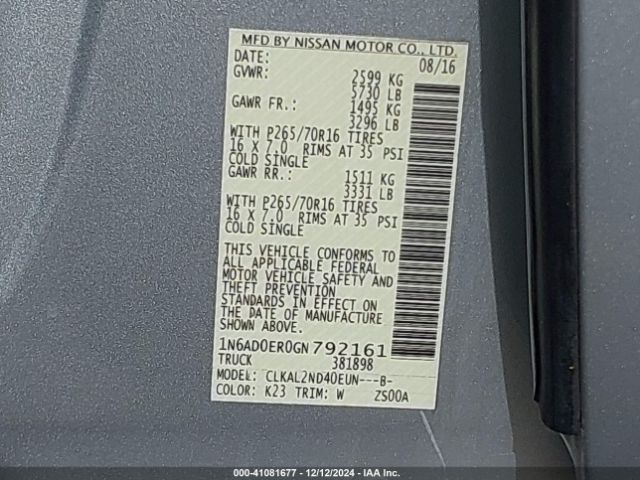 MFD BY NISSAN MOTOR CO., LTD.
DATE: 08/16
GVWR: 2599 KG
5730 LB
GAWR FR.: 1495 KG
3296 LB
WITH P265/70R16 TIRES
16 X 7.0 RIMS AT 35 PSI
COLD SINGLE
GAWR RR.: 1511 KG
3331 LB
WITH P265/70R16 TIRES
16 X 7.0 RIMS AT 35 PSI
COLD SINGLE
THIS VEHICLE CONFORMS TO
ALL APPLICABLE FEDERAL
MOTOR VEHICLE SAFETY AND
THEFT PREVENTION
STANDARDS IN EFFECT ON
THE DATE OF MANUFACTURE
SHOWN ABOVE.
1N6AD0ER0GN792161
TRUCK 381898
MODEL: CLKAL2ND40EUN---B-
COLOR: K23 TRIM: W ZS00A
000-41081677 - 12/12/2024 - IAA Inc.